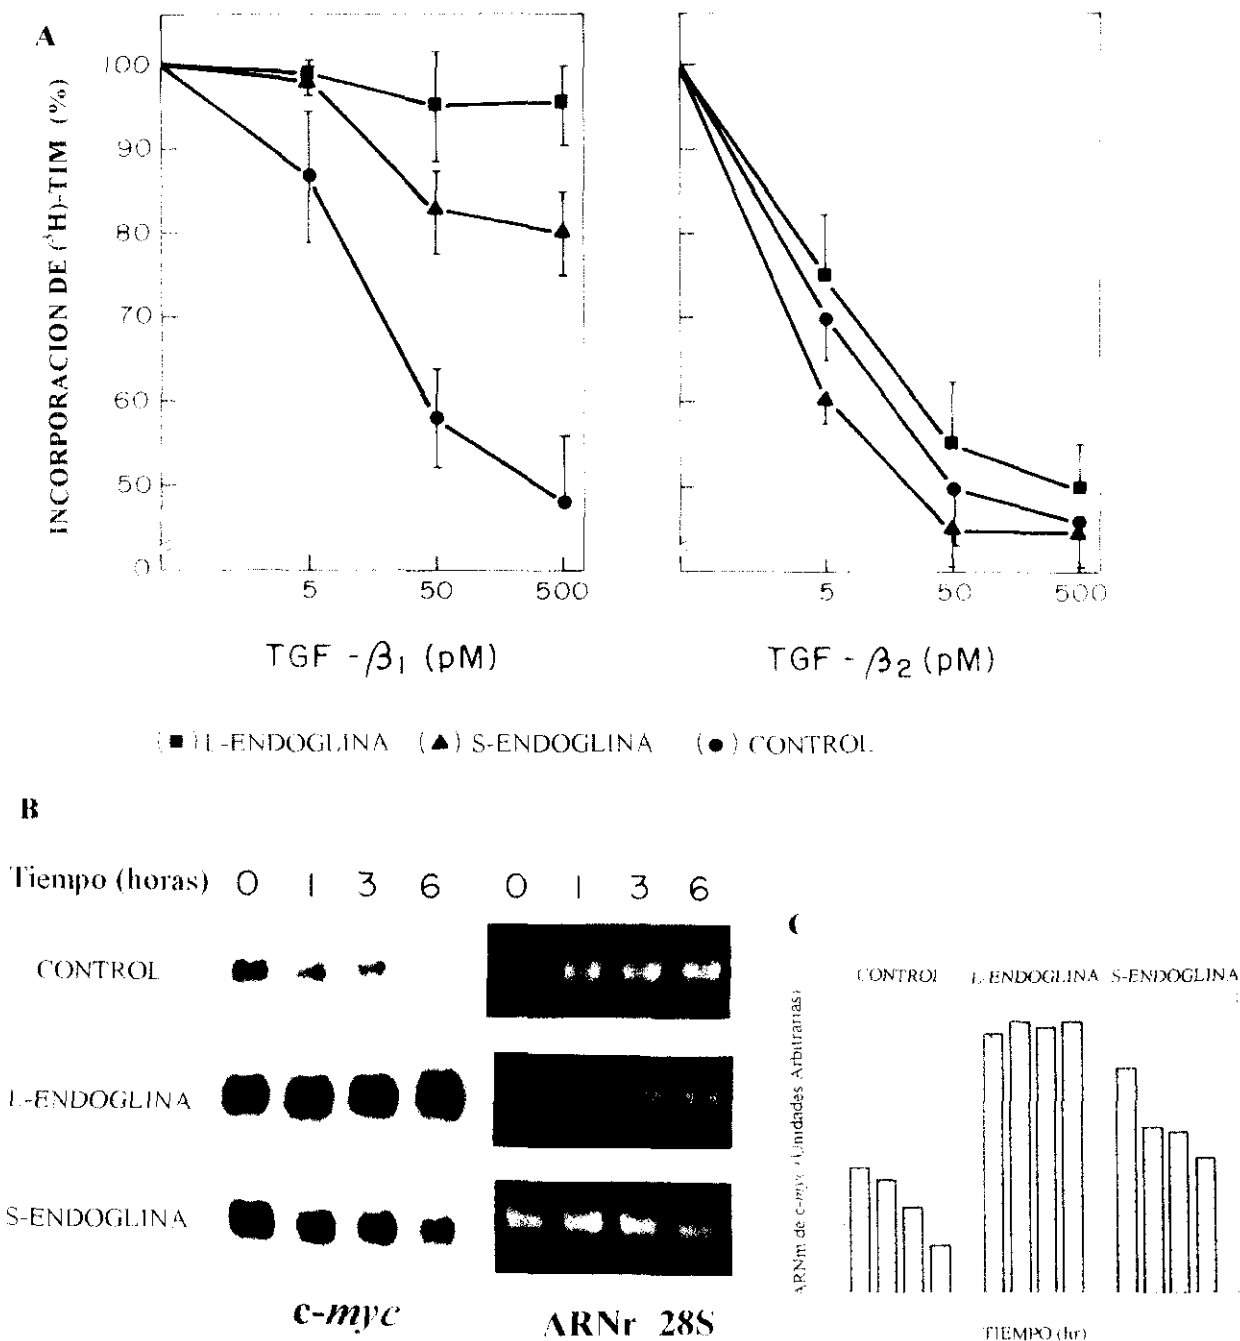 A
INCORPORACION DE (³H)-TIM (%)
100
90
80
70
60
50
0
5 50 500
5 50 500
TGF - β₁ (pM)
TGF - β₂ (pM)
(■) L-ENDOGLINA (▲) S-ENDOGLINA (●) CONTROL
B
Tiempo (horas) 0 1 3 6 0 1 3 6
CONTROL
L-ENDOGLINA
S-ENDOGLINA
c-myc
ARNr 28S
C
CONTROL L-ENDOGLINA S-ENDOGLINA
ARNm de c-myc (Unidades Arbitrarias)
TIEMPO (hr)